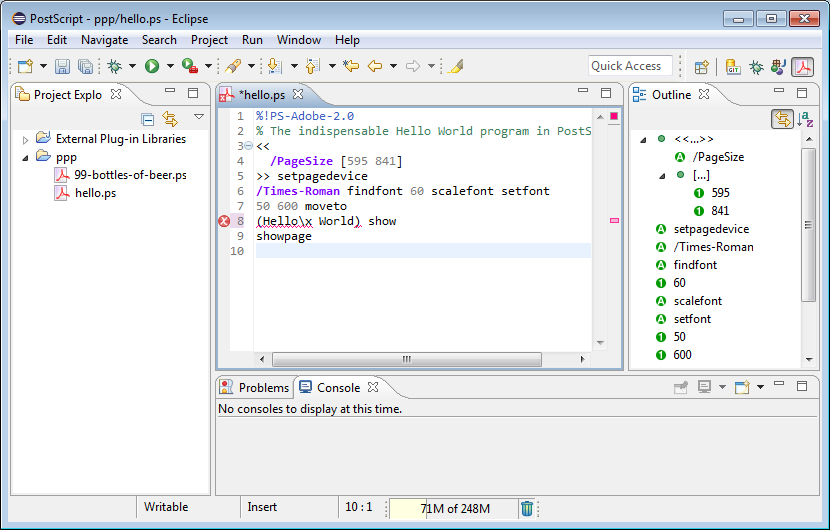 PostScript - ppp/hello.ps - Eclipse
File Edit Navigate Search Project Run Window Help
Quick Access
GIT
Project Explo
External Plug-in Libraries
ppp
99-bottles-of-beer.ps
hello.ps
*hello.ps
1 %!PS-Adobe-2.0
2 % The indispensable Hello World program in PostS
3 <<
4 /PageSize [595 841]
5 >> setpagedevice
6 /Times-Roman findfont 60 scalefont setfont
7 50 600 moveto
8 (Hello\x World) show
9 showpage
10
Outline
<<...>>
/PageSize
[...]
595
841
setpagedevice
/Times-Roman
findfont
60
scalefont
setfont
50
600
Problems Console
No consoles to display at this time.
Writable Insert 10 : 1 71M of 248M